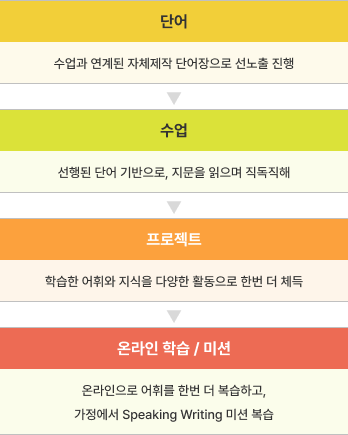 단어
수업과 연계된 자체제작 단어장으로 선노출 진행
수업
선행된 단어 기반으로, 지문을 읽으며 직독직해
프로젝트
학습한 어휘와 지식을 다양한 활동으로 한번 더 체득
온라인 학습 / 미션
온라인으로 어휘를 한번 더 복습하고,
가정에서 Speaking Writing 미션 복습